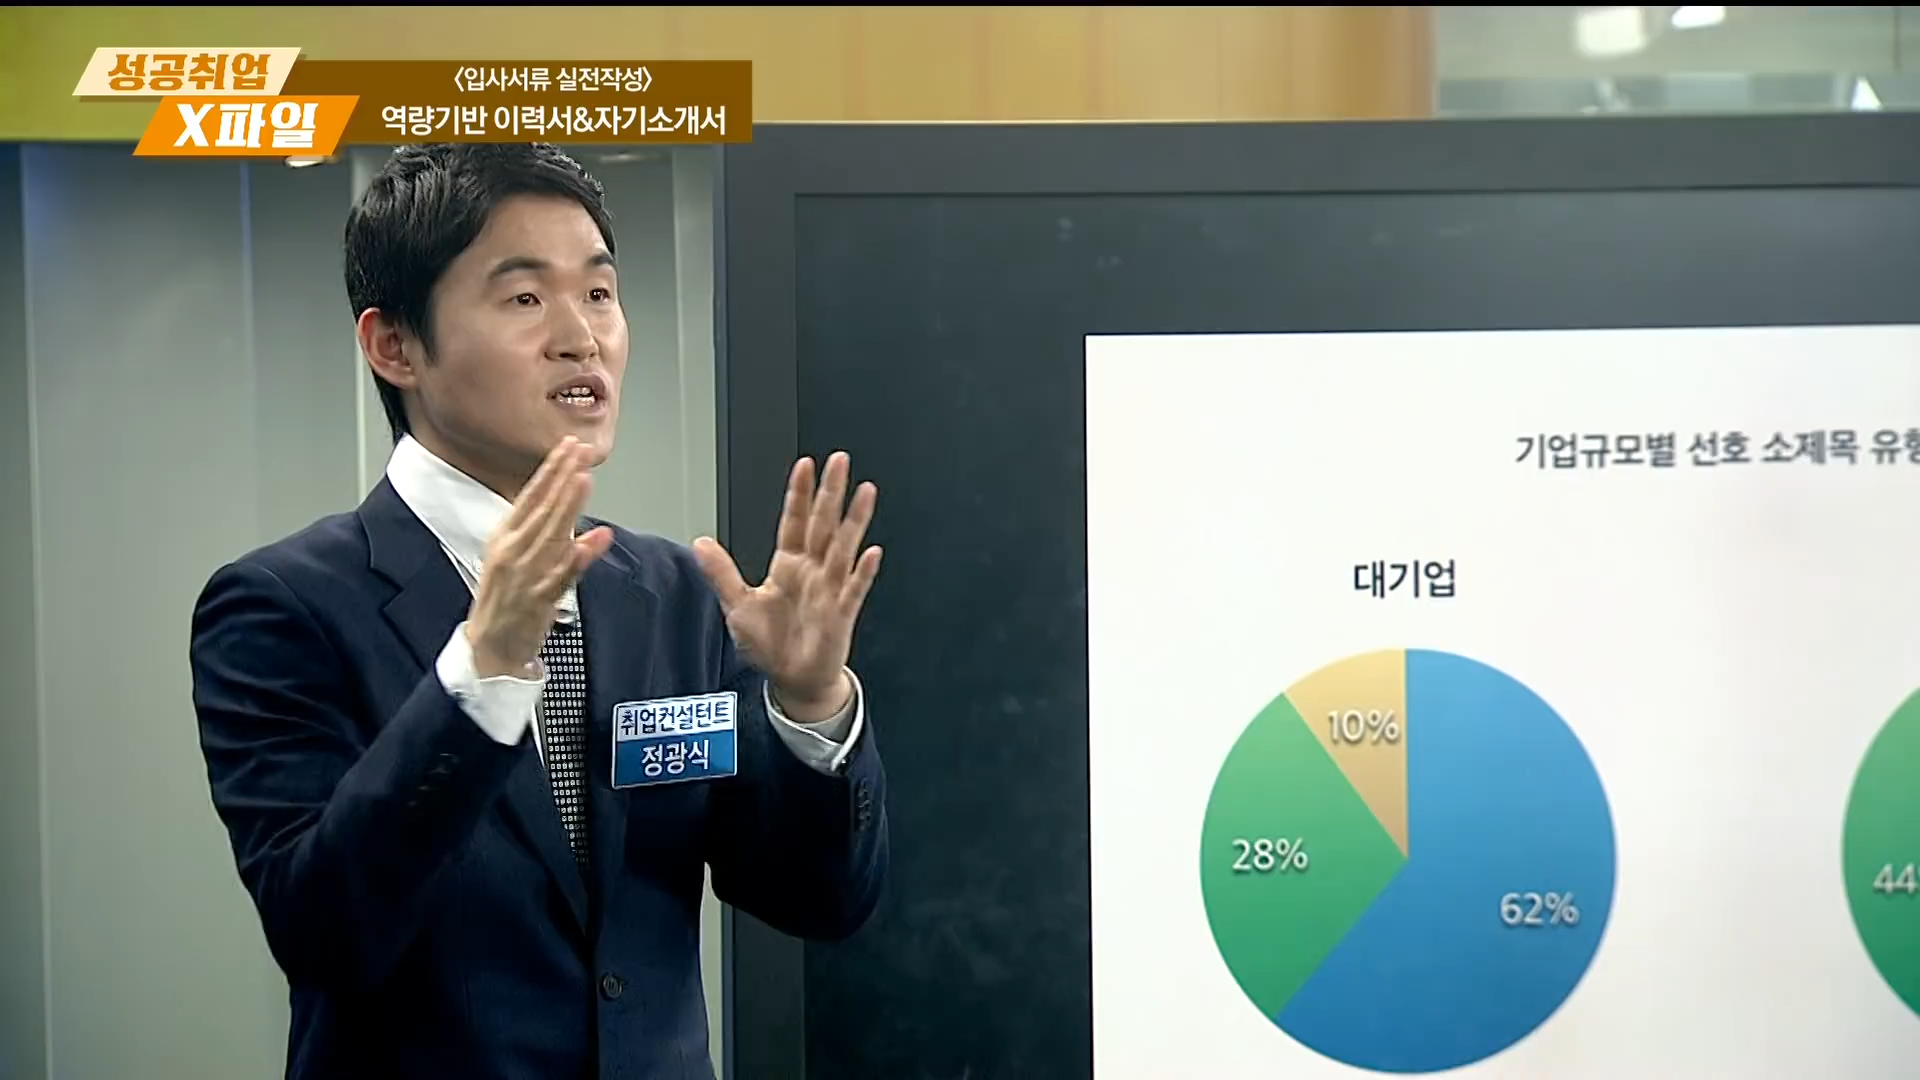 성공취업
X파일
〈입사서류 실전작성〉
역량기반 이력서&자기소개서
기업규모별 선호 소제목
대기업
10%
28%
62%
44
취업컨설턴트
정광식